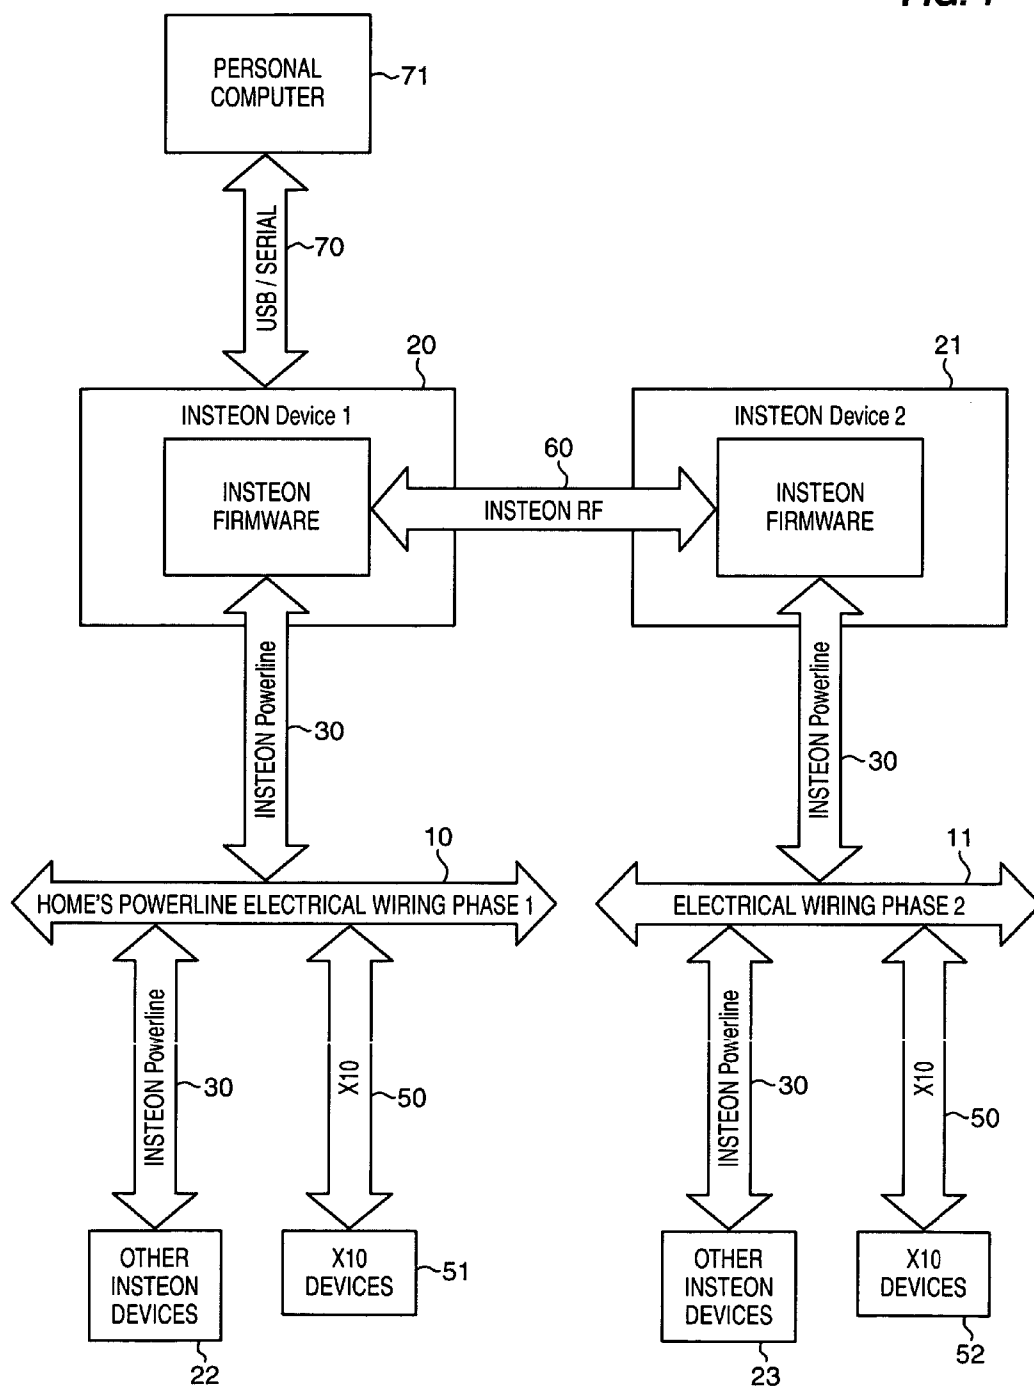 PERSONAL
COMPUTER
71
USB / SERIAL
70
20
21
INSTEON Device 1
INSTEON Device 2
INSTEON
FIRMWARE
60
INSTEON RF
INSTEON
FIRMWARE
INSTEON Powerline
30
INSTEON Powerline
30
10
11
HOME'S POWERLINE ELECTRICAL WIRING PHASE 1
ELECTRICAL WIRING PHASE 2
INSTEON Powerline
30
X10
50
INSTEON Powerline
30
X10
50
OTHER
INSTEON
DEVICES
22
X10
DEVICES
51
OTHER
INSTEON
DEVICES
23
X10
DEVICES
52